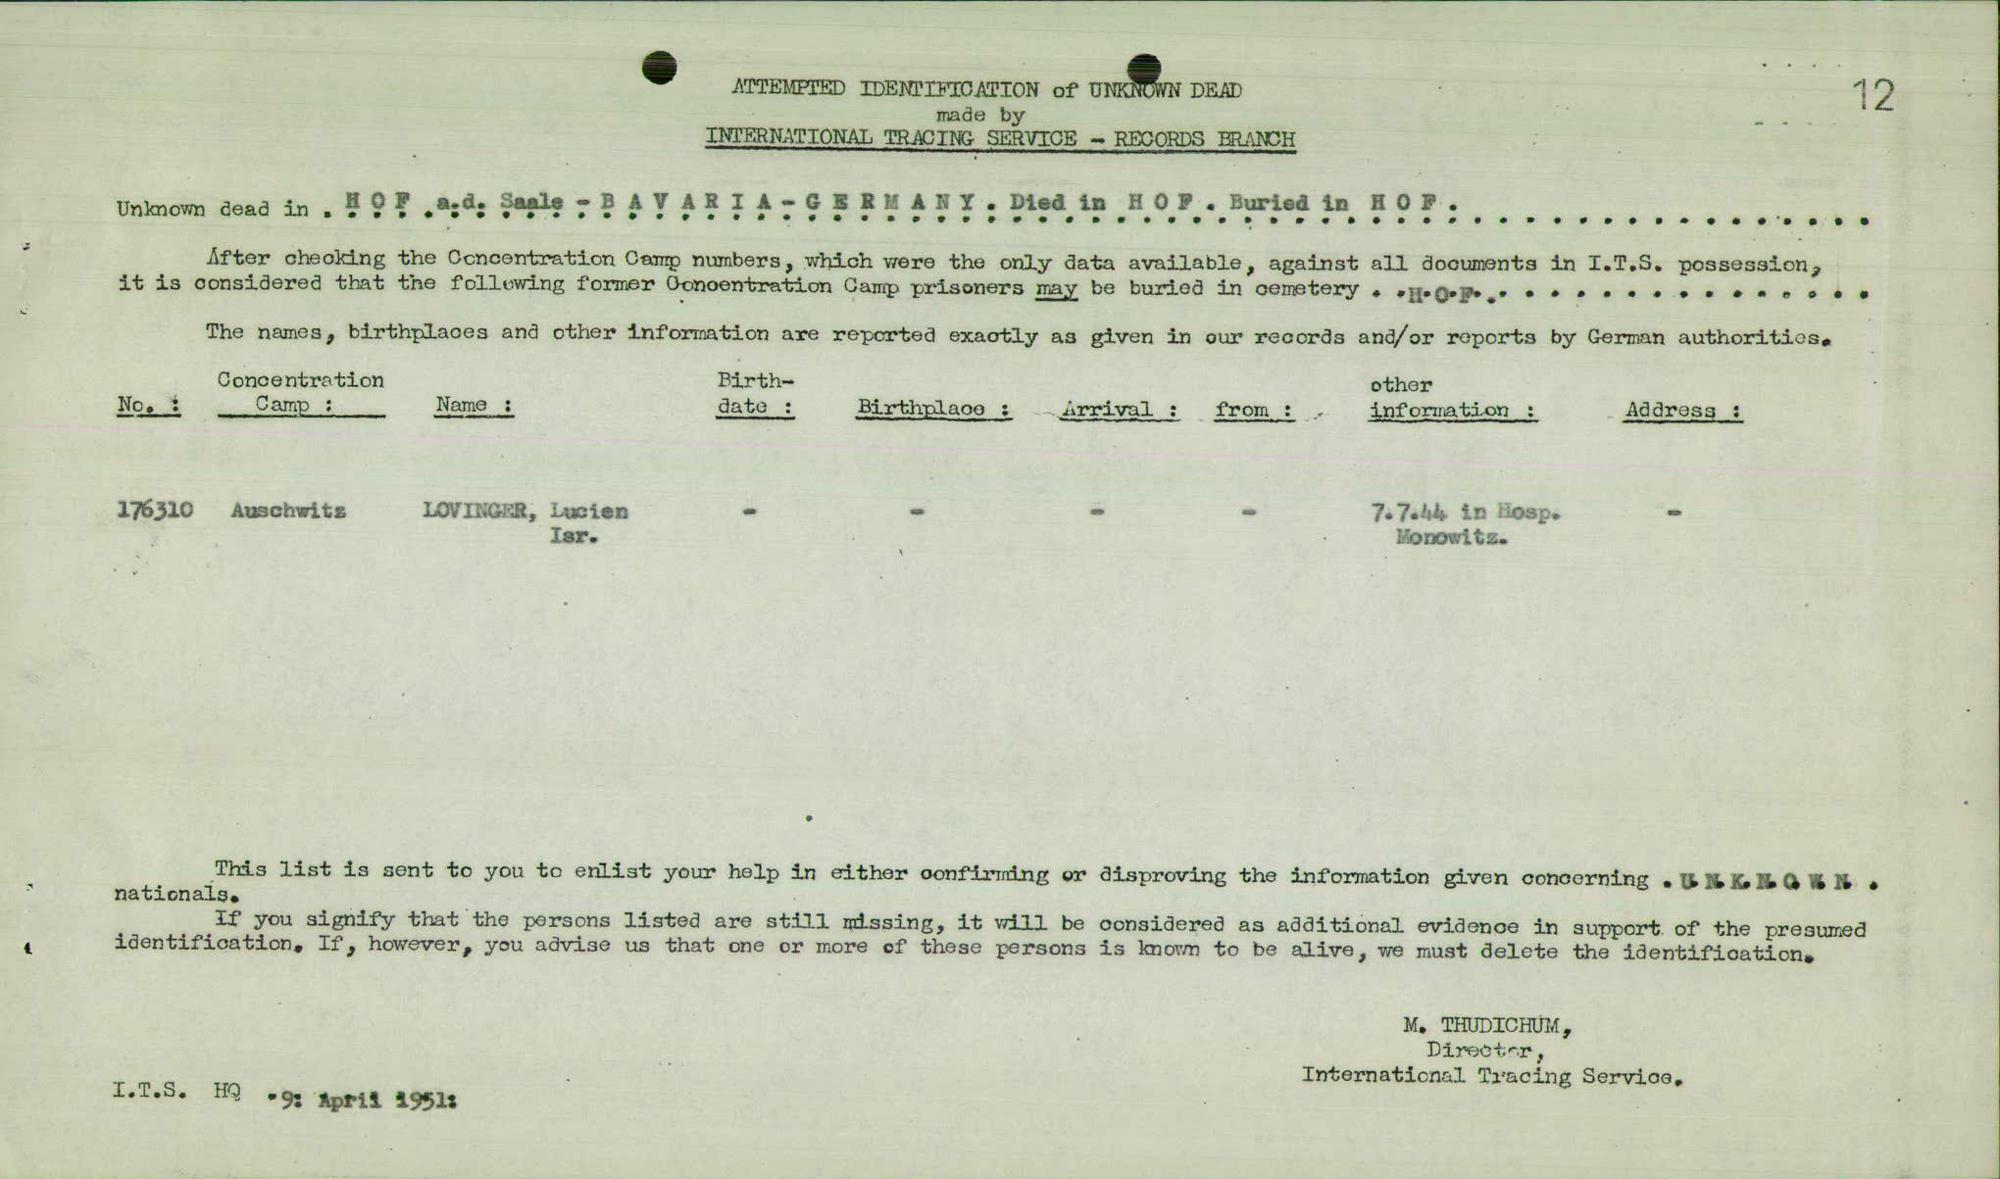 12
ATTEMPTED IDENTIFICATION of UNKNOWN DEAD
made by
INTERNATIONAL TRACING SERVICE - RECORDS BRANCH
Unknown dead in . H O F . a.d. Saale - B A V A R I A - G E R M A N Y . Died in H O F . Buried in H O F .
After checking the Concentration Camp numbers, which were the only data available, against all documents in I.T.S. possession,
it is considered that the following former Concentration Camp prisoners may be buried in cemetery . . H.O.F. . . . . . . . . . . . . . . . .
The names, birthplaces and other information are reported exactly as given in our records and/or reports by German authorities.
No. : Concentration Camp : Name : Birth-date : Birthplace : Arrival : from : other information : Address :
176310 Auschwitz LOVINGER, Lucien - - - - 7.7.44 in Hosp. -
Isr. Monowitz.
This list is sent to you to enlist your help in either confirming or disproving the information given concerning . U N K N O W N .
nationals.
If you signify that the persons listed are still missing, it will be considered as additional evidence in support of the presumed
identification. If, however, you advise us that one or more of these persons is known to be alive, we must delete the identification.
M. THUDICHUM,
Director,
International Tracing Service.
I.T.S. HQ -9: April 1951: